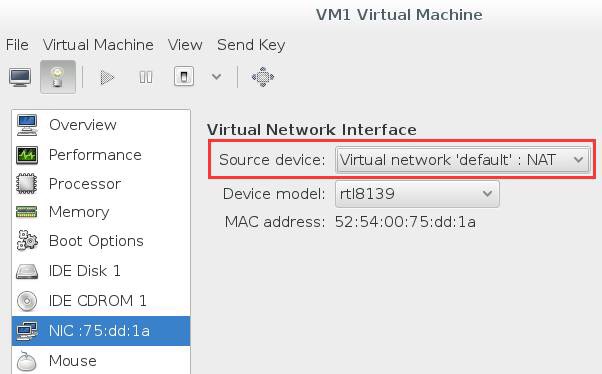 VM1 Virtual Machine
File Virtual Machine View Send Key
Overview
Performance
Processor
Memory
Boot Options
IDE Disk 1
IDE CDROM 1
NIC :75:dd:1a
Mouse
Virtual Network Interface
Source device: Virtual network 'default' : NAT
Device model: rtl8139
MAC address: 52:54:00:75:dd:1a